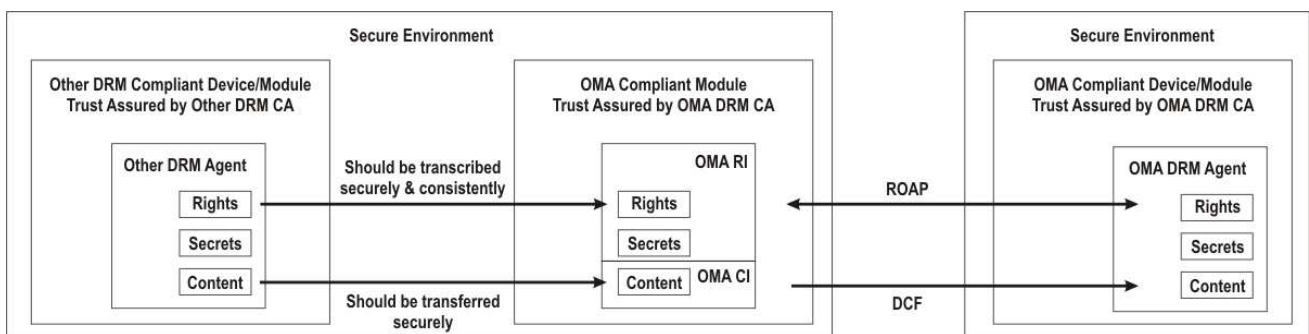 Secure Environment
Secure Environment
Other DRM Compliant Device/Module
Trust Assured by Other DRM CA
OMA Compliant Module
Trust Assured by OMA DRM CA
OMA Compliant Device/Module
Trust Assured by OMA DRM CA
Other DRM Agent
Should be transcribed
securely & consistently
OMA RI
OMA DRM Agent
Rights
Rights
ROAP
Rights
Secrets
Secrets
Secrets
Content
Content
OMA CI
Content
Should be transferred
securely
DCF